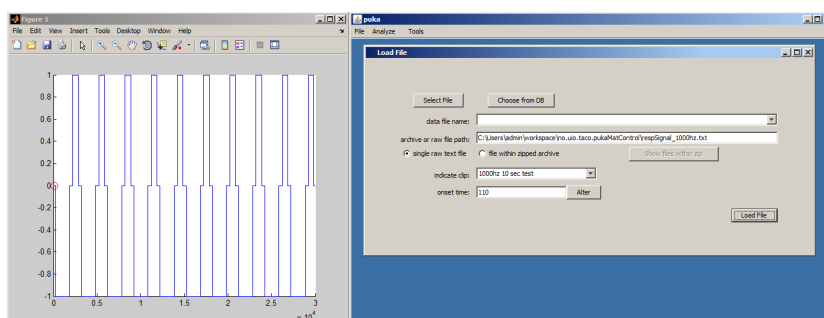 Figure 1
File Edit View Insert Tools Desktop Window Help
1
0.8
0.6
0.4
0.2
0
-0.2
-0.4
-0.6
-0.8
-1
0 0.5 1 1.5 2 2.5 3
x 10^4
puka
File Analyze Tools
Load File
Select File Choose from DB
data file name:
archive or raw file path: C:\Users\admin\workspace\no.uio.taco.pukaMatControl\respSignal_1000hz.txt
single raw text file file within zipped archive Show files within zip
indicate clip: 1000hz 10 sec test
onset time: 110 Alter
Load File